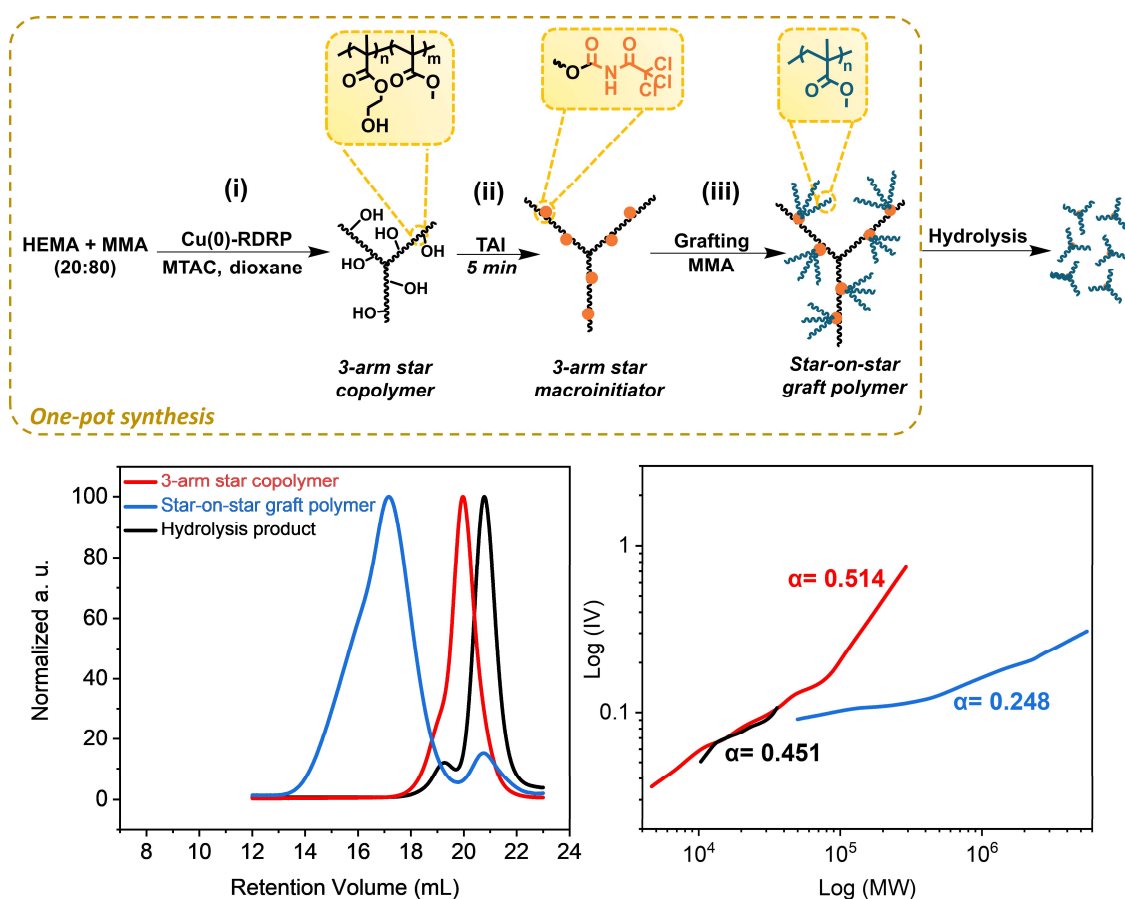 n
m
O
O
O
O
OH
O
O
O
N
H
Cl
Cl
Cl
n
O
O
(i)
(ii)
(iii)
HEMA + MMA
(20:80)
Cu(0)-RDRP
MTAC, dioxane
OH
HO
OH
HO
OH
HO
TAI
5 min
Grafting
MMA
Hydrolysis
3-arm star
copolymer
3-arm star
macroinitiator
Star-on-star
graft polymer
One-pot synthesis
3-arm star copolymer
Star-on-star graft polymer
Hydrolysis product
Normalized a. u.
100
80
60
40
20
0
8
10
12
14
16
18
20
22
24
Retention Volume (mL)
Log (IV)
1
0.1
α= 0.514
α= 0.248
α= 0.451
10⁴
10⁵
10⁶
Log (MW)